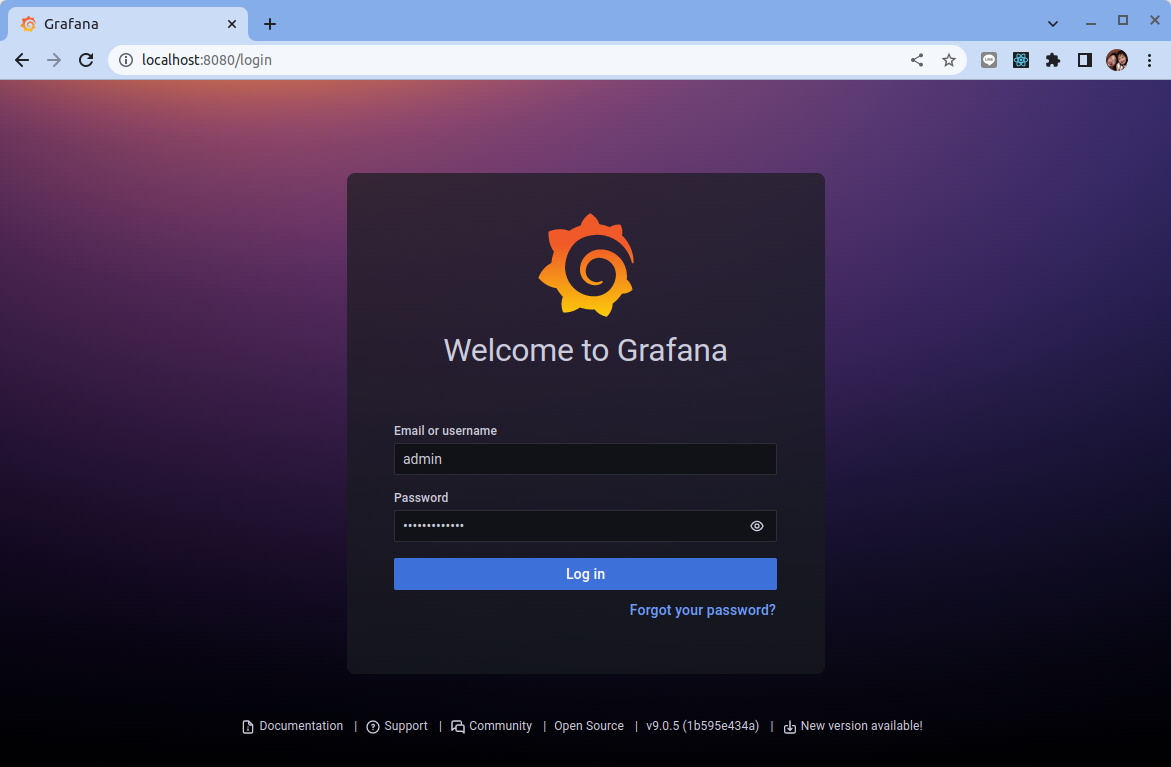 Grafana
localhost:8080/login
Welcome to Grafana
Email or username
admin
Password
•••••••••••••
Log in
Forgot your password?
Documentation | Support | Community | Open Source | v9.0.5 (1b595e434a) | New version available!